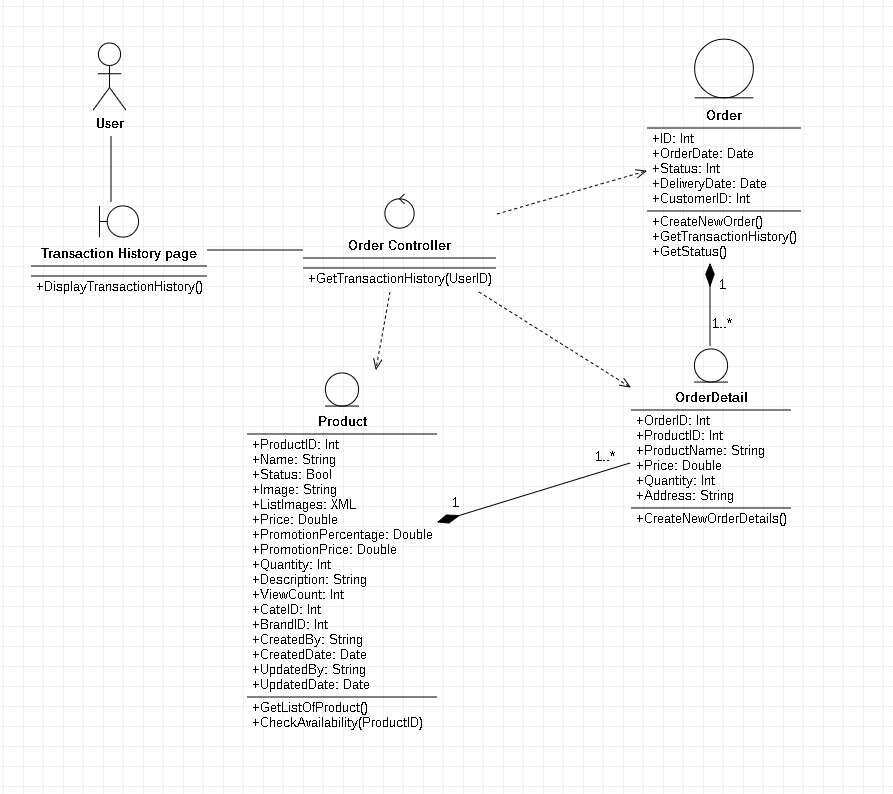 User
Transaction History page
+DisplayTransactionHistory()
Order Controller
+GetTransactionHistory(UserID)
Order
+ID: Int
+OrderDate: Date
+Status: Int
+DeliveryDate: Date
+CustomerID: Int
+CreateNewOrder()
+GetTransactionHistory()
+GetStatus()
1
1..*
OrderDetail
+OrderID: Int
+ProductID: Int
+ProductName: String
+Price: Double
+Quantity: Int
+Address: String
+CreateNewOrderDetails()
1..*
1
Product
+ProductID: Int
+Name: String
+Status: Bool
+Image: String
+ListImages: XML
+Price: Double
+PromotionPercentage: Double
+PromotionPrice: Double
+Quantity: Int
+Description: String
+ViewCount: Int
+CateID: Int
+BrandID: Int
+CreatedBy: String
+CreatedDate: Date
+UpdatedBy: String
+UpdatedDate: Date
+GetListOfProduct()
+CheckAvailability(ProductID)